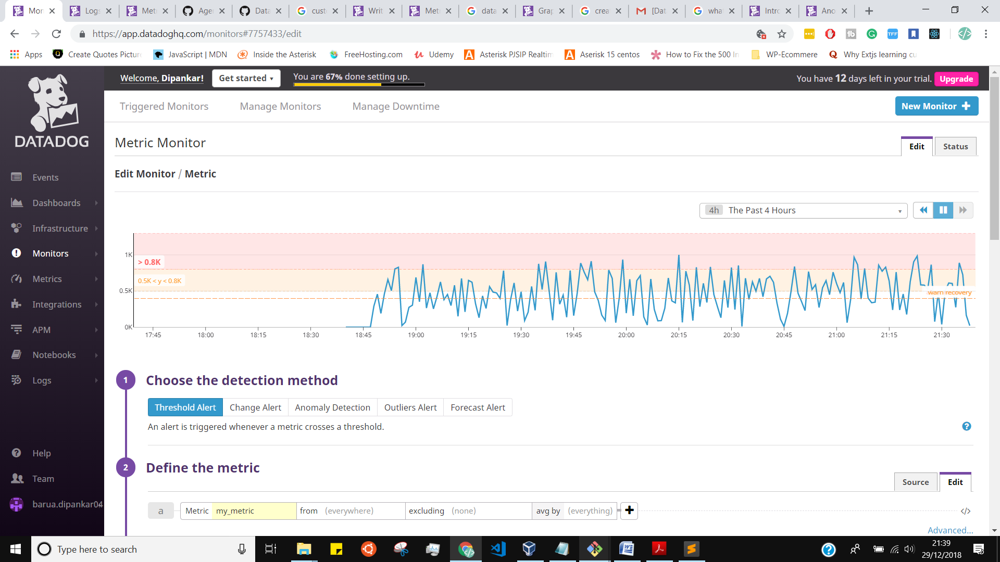 Mon
Logs
Met
Age
Data
cust
Writ
Met
data
Grap
crea
[Dat
wha
Intro
Ano
https://app.datadoghq.com/monitors#7757433/edit
Apps
Create Quotes Picture
JavaScript | MDN
Inside the Asterisk
FreeHosting.com
Udemy
Asterisk PJSIP Realtim
Aserisk 15 centos
How to Fix the 500 In
WP-Ecommere
Why Extjs learning cu
DATADOG
Welcome, Dipankar!
Get started
You are 67% done setting up.
You have 12 days left in your trial.
Upgrade
Triggered Monitors
Manage Monitors
Manage Downtime
New Monitor
Metric Monitor
Edit
Status
Edit Monitor / Metric
Events
Dashboards
Infrastructure
Monitors
Metrics
Integrations
APM
Notebooks
Logs
Help
Team
barua.dipankar04
4h The Past 4 Hours
1K
> 0.8K
0.5K < y < 0.8K
0.5K
warn recovery
0K
17:45 18:00 18:15 18:30 18:45 19:00 19:15 19:30 19:45 20:00 20:15 20:30 20:45 21:00 21:15 21:30
1 Choose the detection method
Threshold Alert
Change Alert
Anomaly Detection
Outliers Alert
Forecast Alert
An alert is triggered whenever a metric crosses a threshold.
2 Define the metric
Source
Edit
a Metric my_metric from (everywhere) excluding (none) avg by (everything)
Advanced...
Type here to search
21:39
29/12/2018